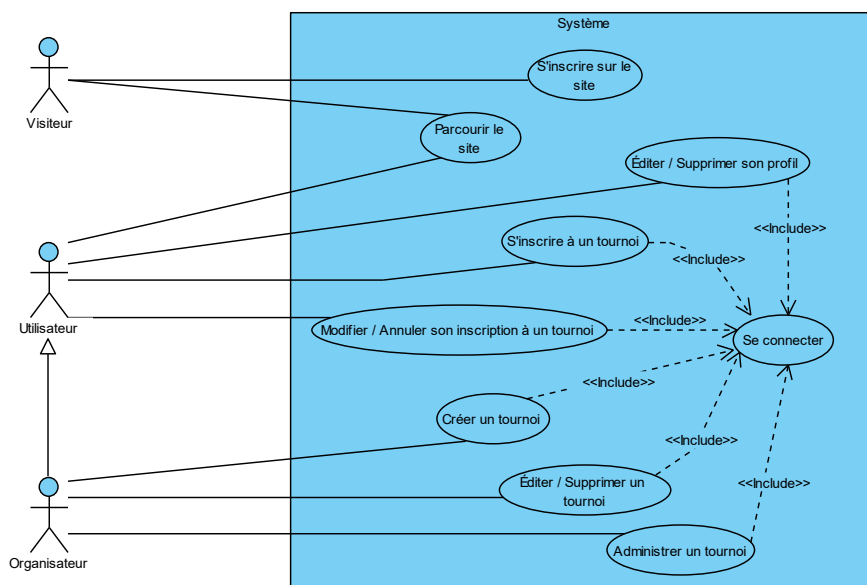 Système
S'inscrire sur le
site
Visiteur
Parcourir le
site
Éditer / Supprimer son profil
<<Include>>
S'inscrire à un tournoi
<<Include>>
Utilisateur
Modifier / Annuler son inscription à un tournoi
<<Include>>
Se connecter
<<Include>>
Créer un tournoi
<<Include>>
Éditer / Supprimer un
tournoi
<<Include>>
Administrer un tournoi
Organisateur